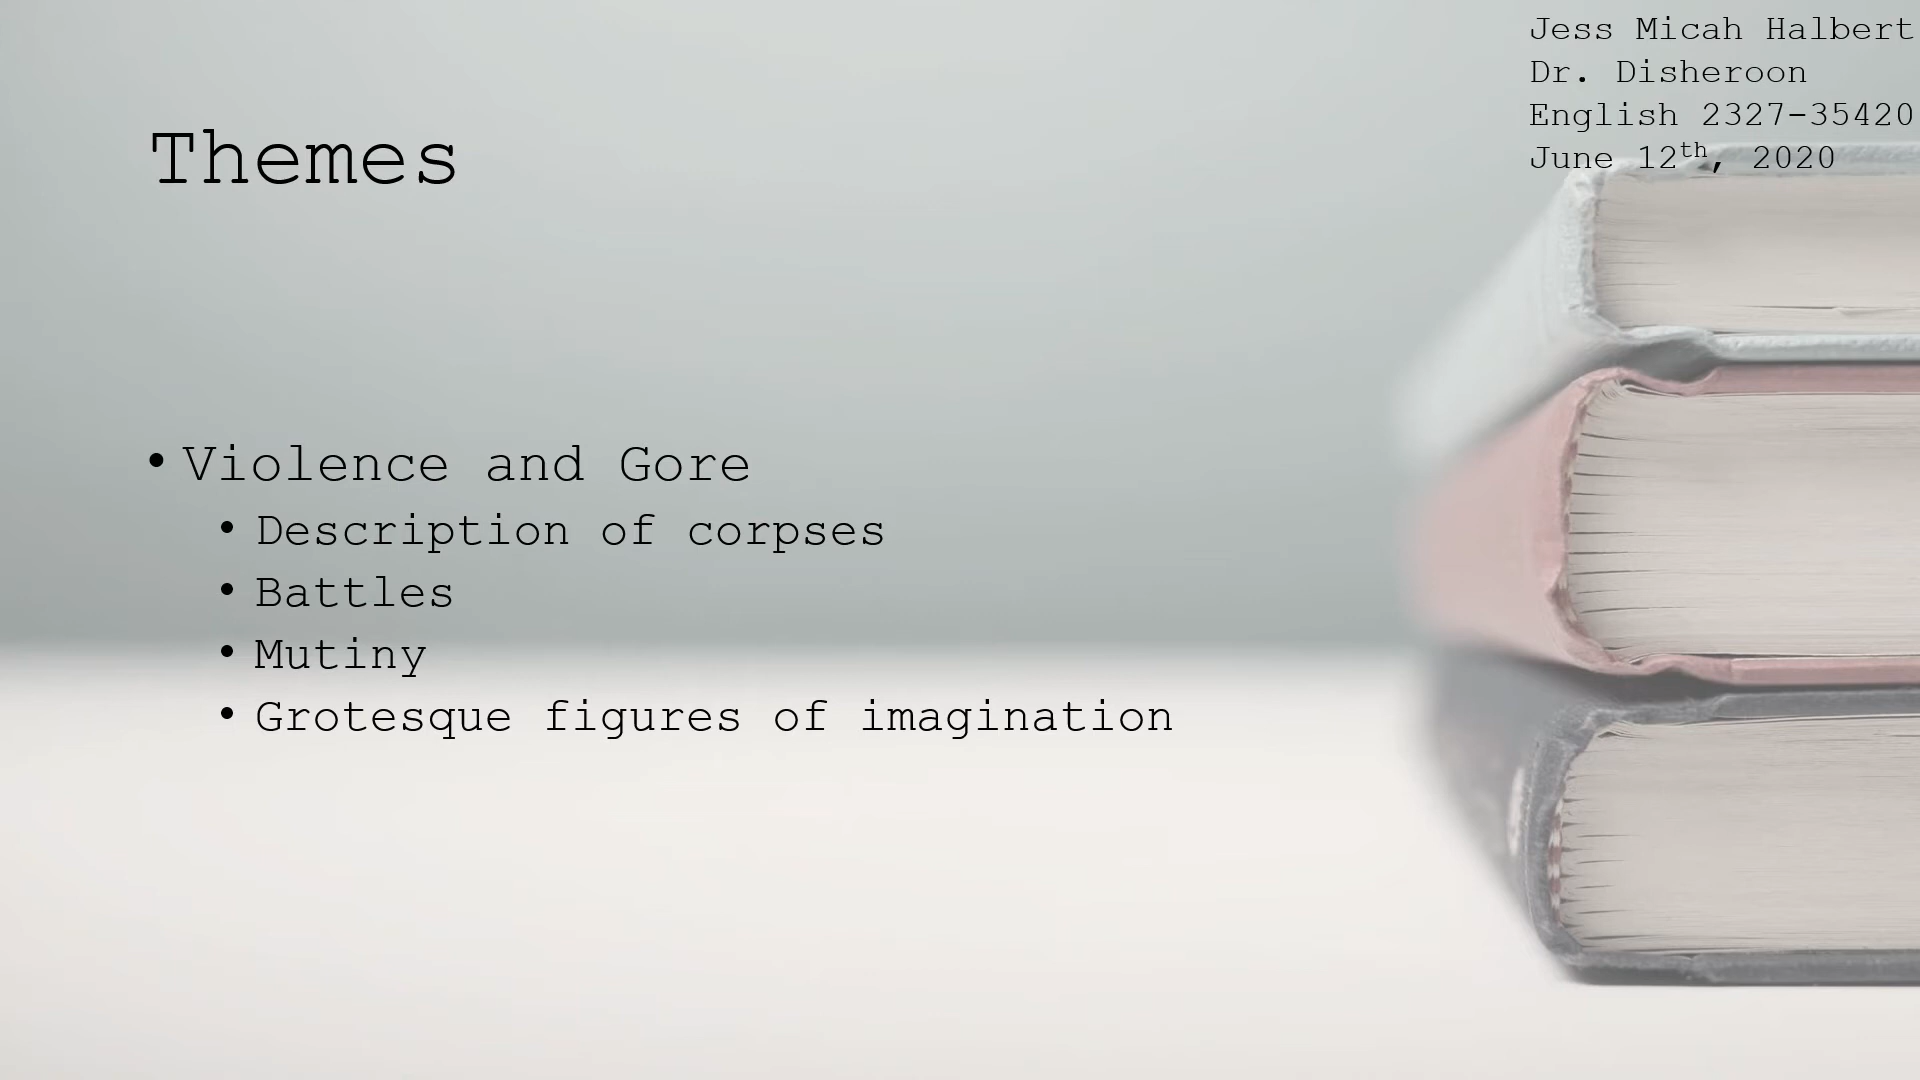 Jess Micah Halbert
Dr. Disheroon
English 2327-35420
June 12th, 2020
Themes
• Violence and Gore
• Description of corpses
• Battles
• Mutiny
• Grotesque figures of imagination